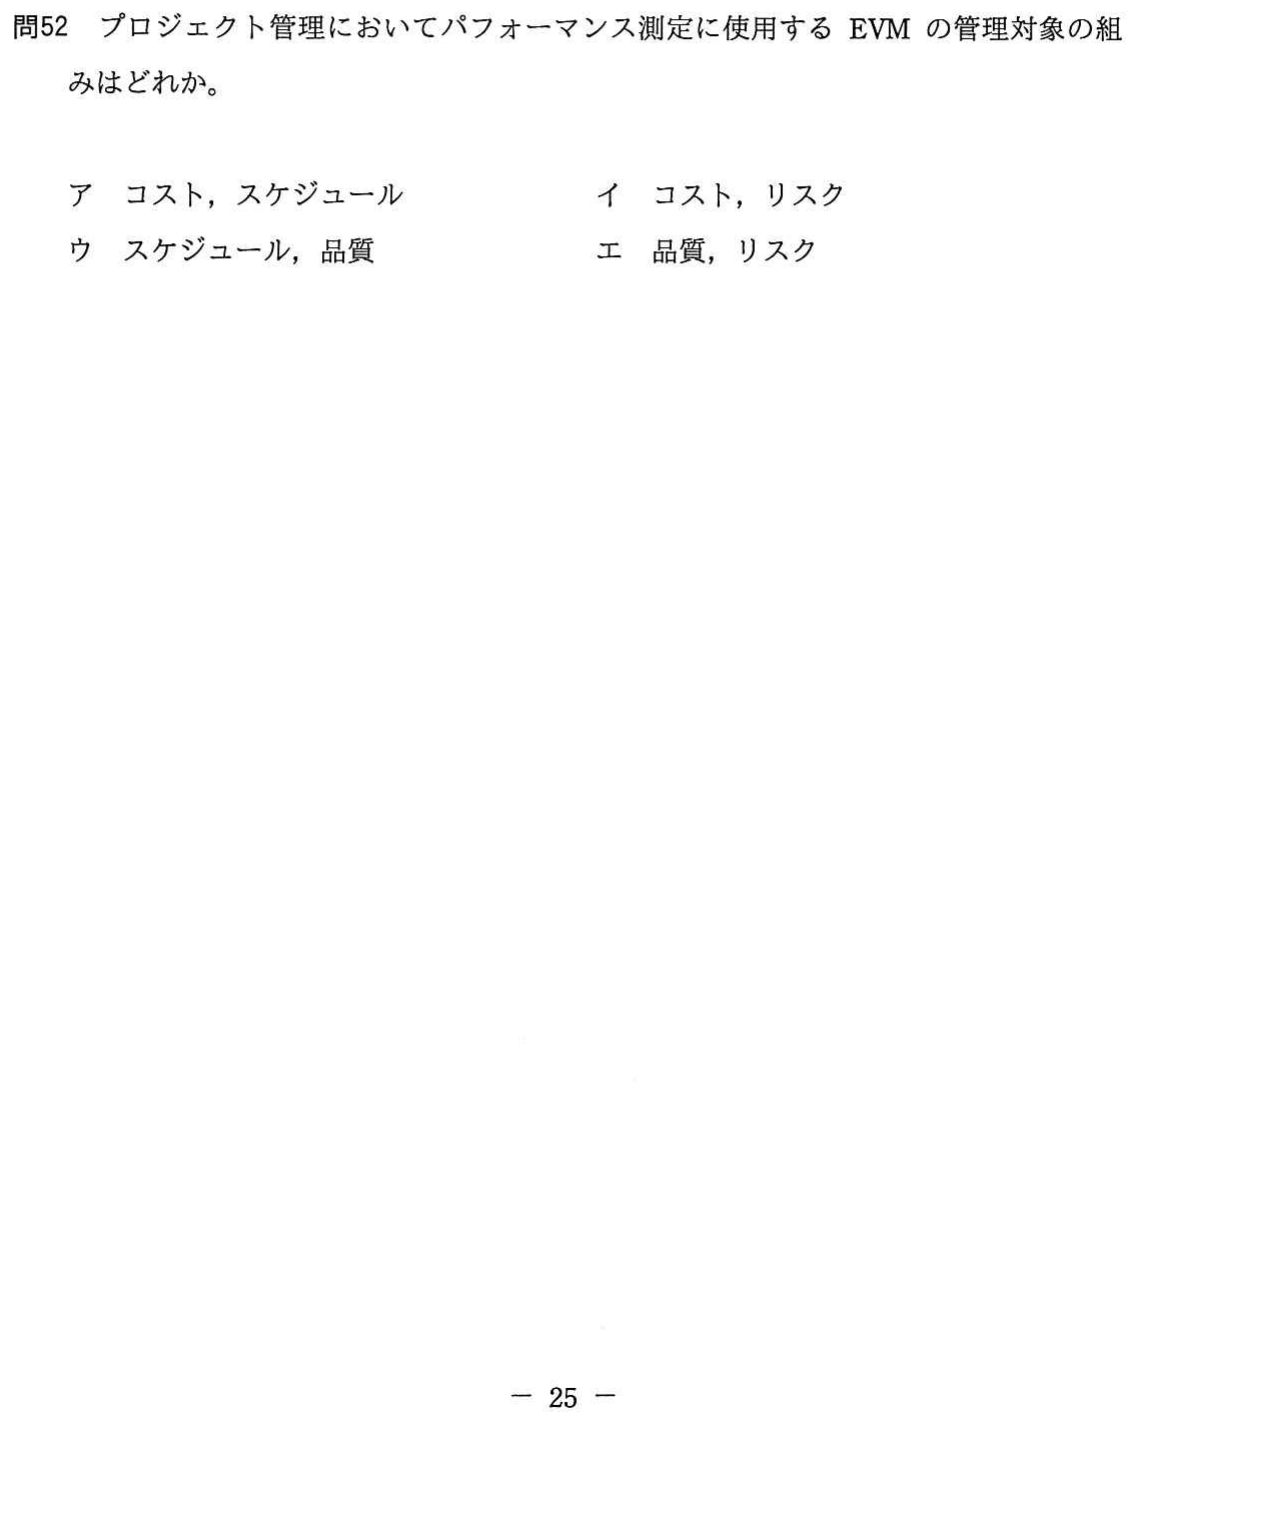 問52　プロジェクト管理においてパフォーマンス測定に使用する EVM の管理対象の組
みはどれか。
ア　コスト，スケジュール　　　イ　コスト，リスク
ウ　スケジュール，品質　　　エ　品質，リスク
－ 25 －